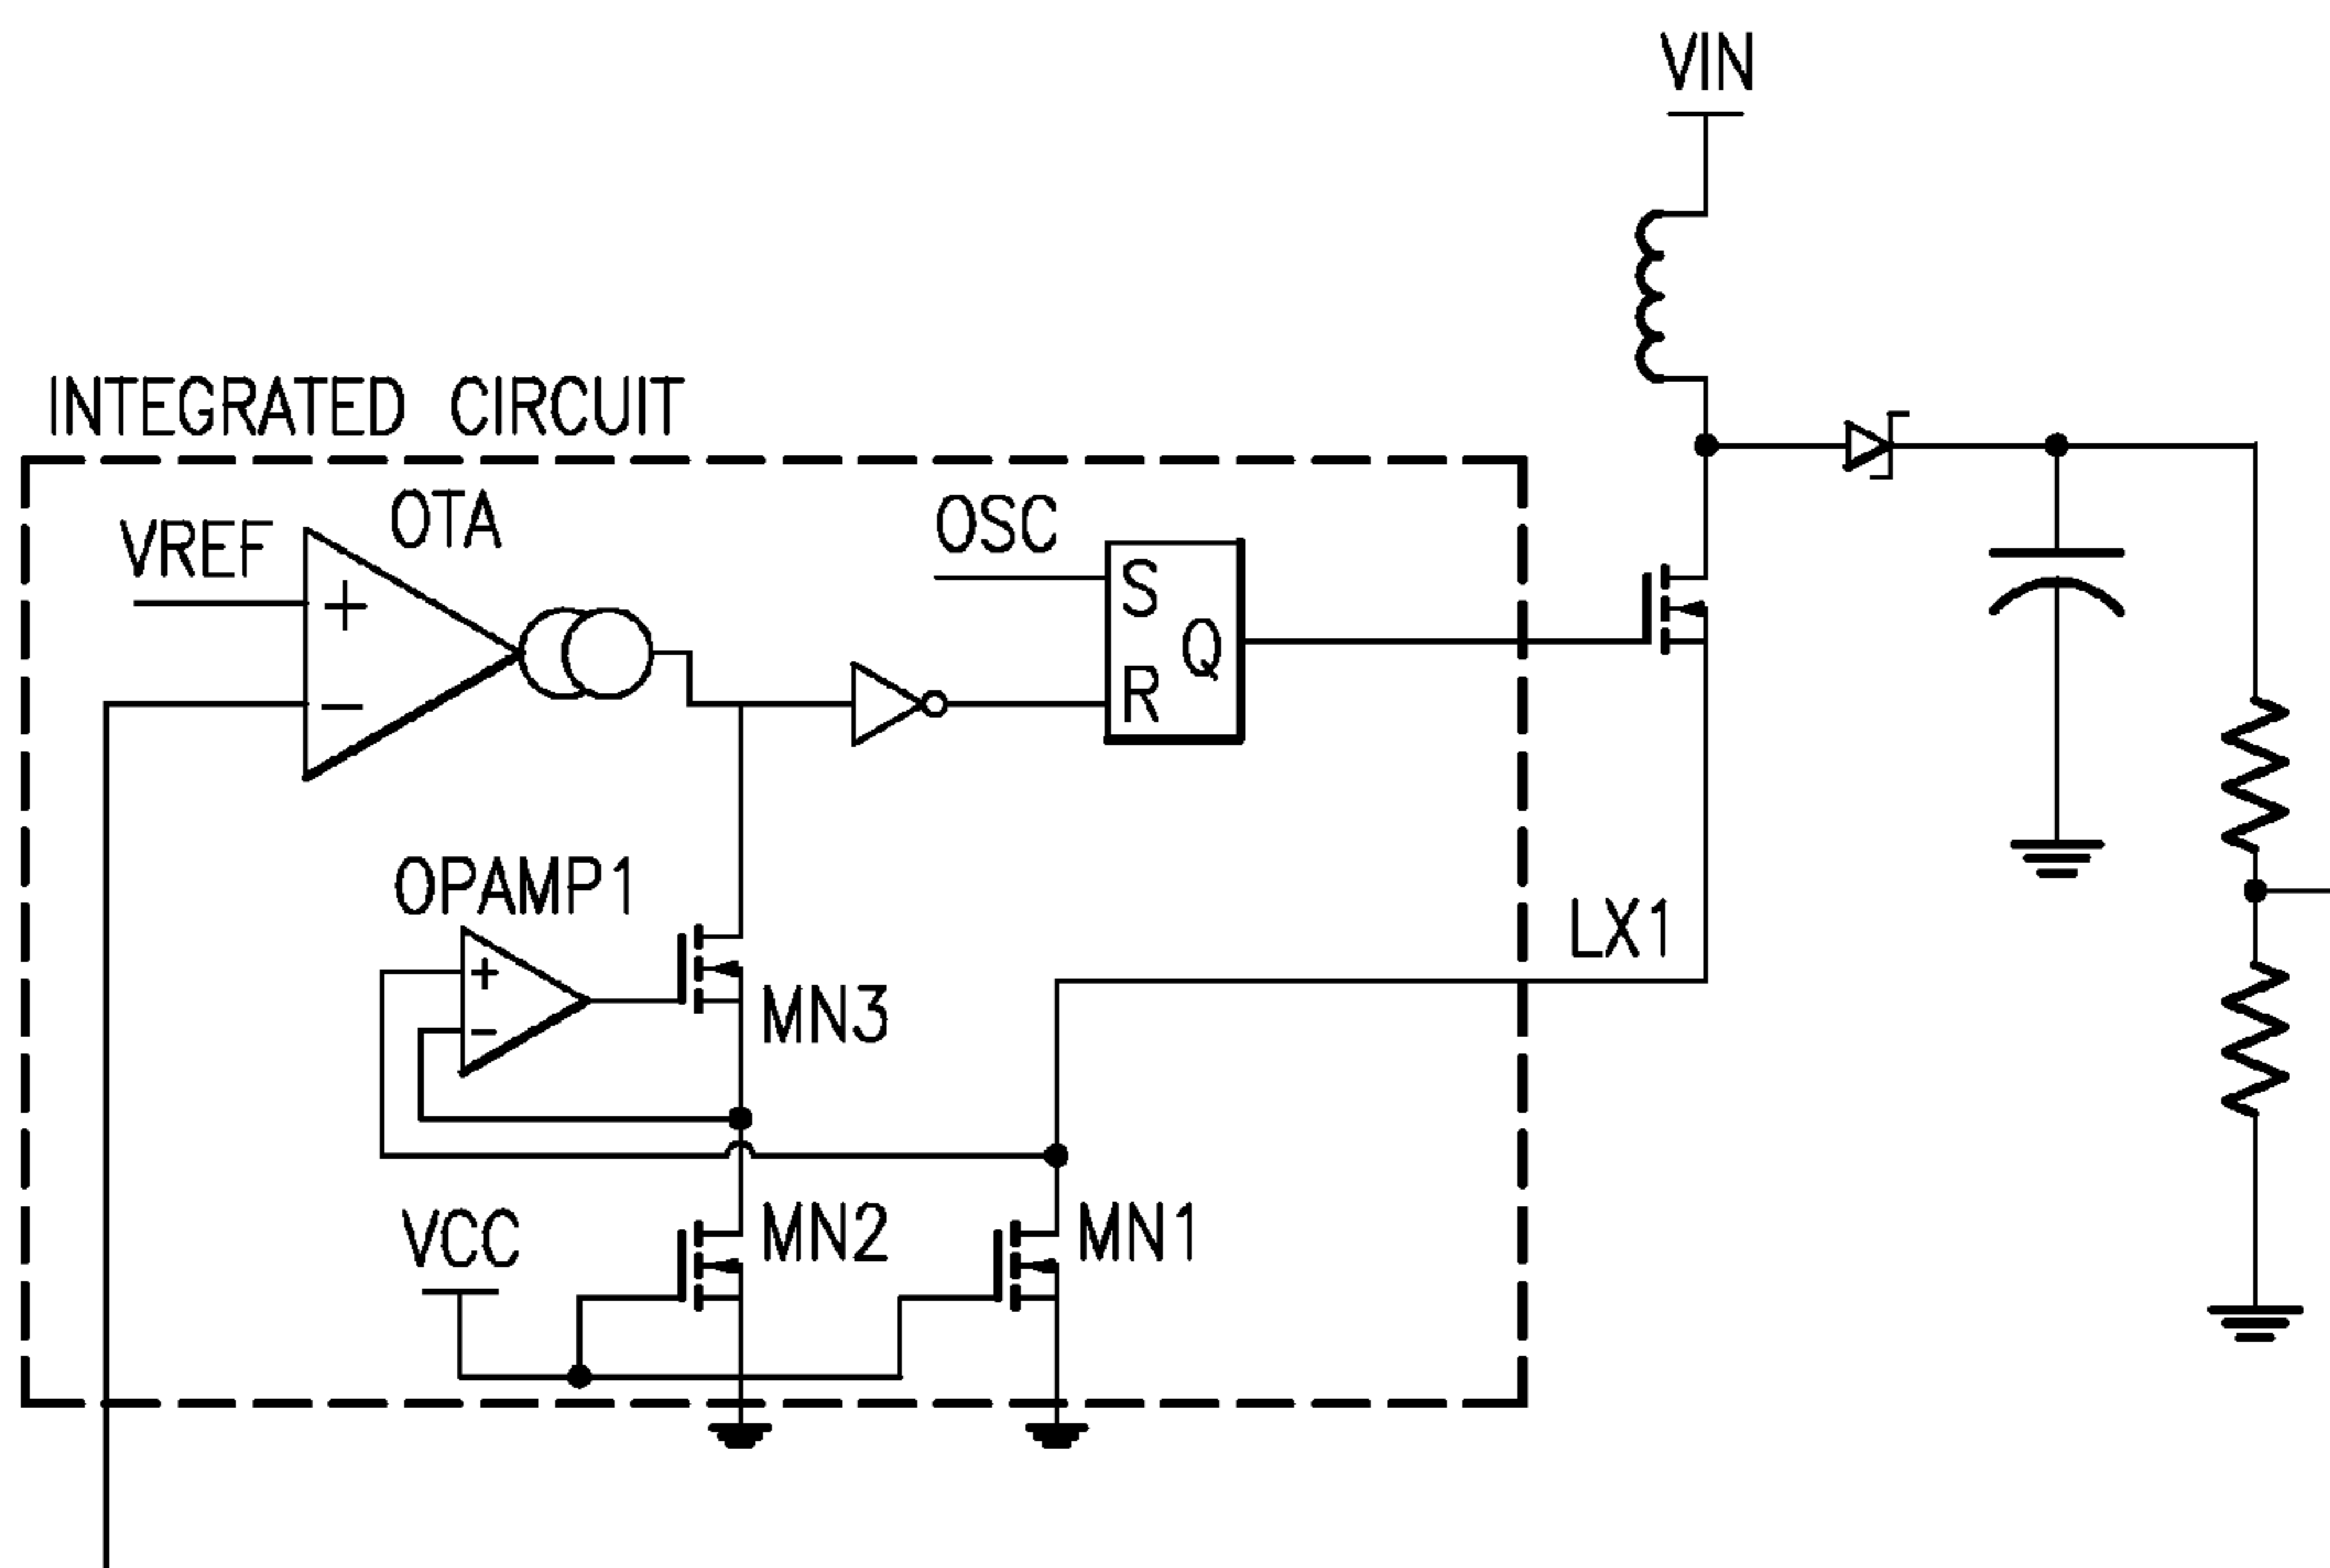 VIN
INTEGRATED CIRCUIT
OTA
VREF
OSC
+
−
S
Q
R
OPAMP1
+
−
MN3
LX1
VCC
MN2
MN1